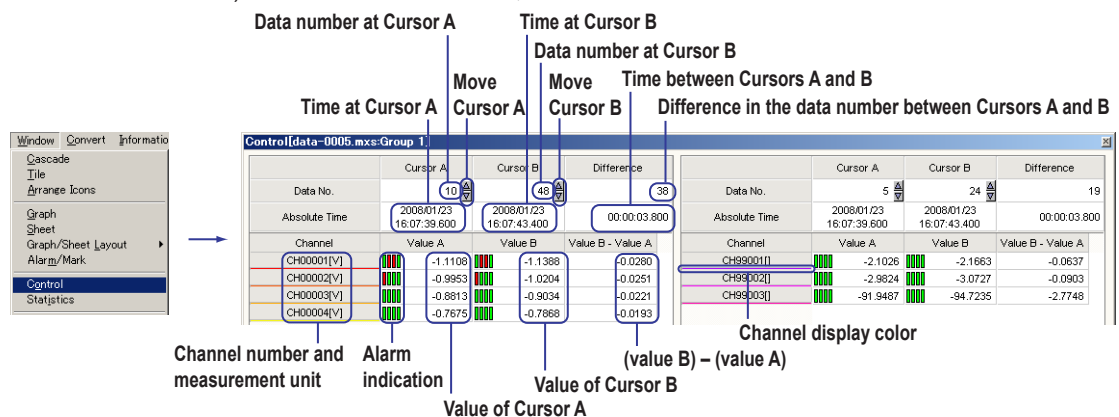 Data number at Cursor A
Time at Cursor B
Data number at Cursor B
Move
Cursor A
Move
Cursor B
Time between Cursors A and B
Time at Cursor A
Difference in the data number between Cursors A and B
Window Convert Informatio
Cascade
Tile
Arrange Icons
Graph
Sheet
Graph/Sheet Layout
Alarm/Mark
Control
Statistics
Control[data-0005.mxs:Group 1]
Cursor A Cursor B Difference
Data No. 10 48 38
Absolute Time 2008/01/23 16:07:39.600 2008/01/23 16:07:43.400 00:00:03.800
Channel Value A Value B Value B - Value A
CH00001[V] -1.1108 -1.1388 -0.0280
CH00002[V] -0.9953 -1.0204 -0.0251
CH00003[V] -0.8813 -0.9034 -0.0221
CH00004[V] -0.7675 -0.7868 -0.0193
Cursor A Cursor B Difference
Data No. 5 24 19
Absolute Time 2008/01/23 16:07:39.600 2008/01/23 16:07:43.400 00:00:03.800
Channel Value A Value B Value B - Value A
CH99001[] -2.1026 -2.1663 -0.0637
CH99002[] -2.9824 -3.0727 -0.0903
CH99003[] -91.9487 -94.7235 -2.7748
Channel display color
Channel number and
measurement unit
Alarm
indication
(value B) – (value A)
Value of Cursor B
Value of Cursor A